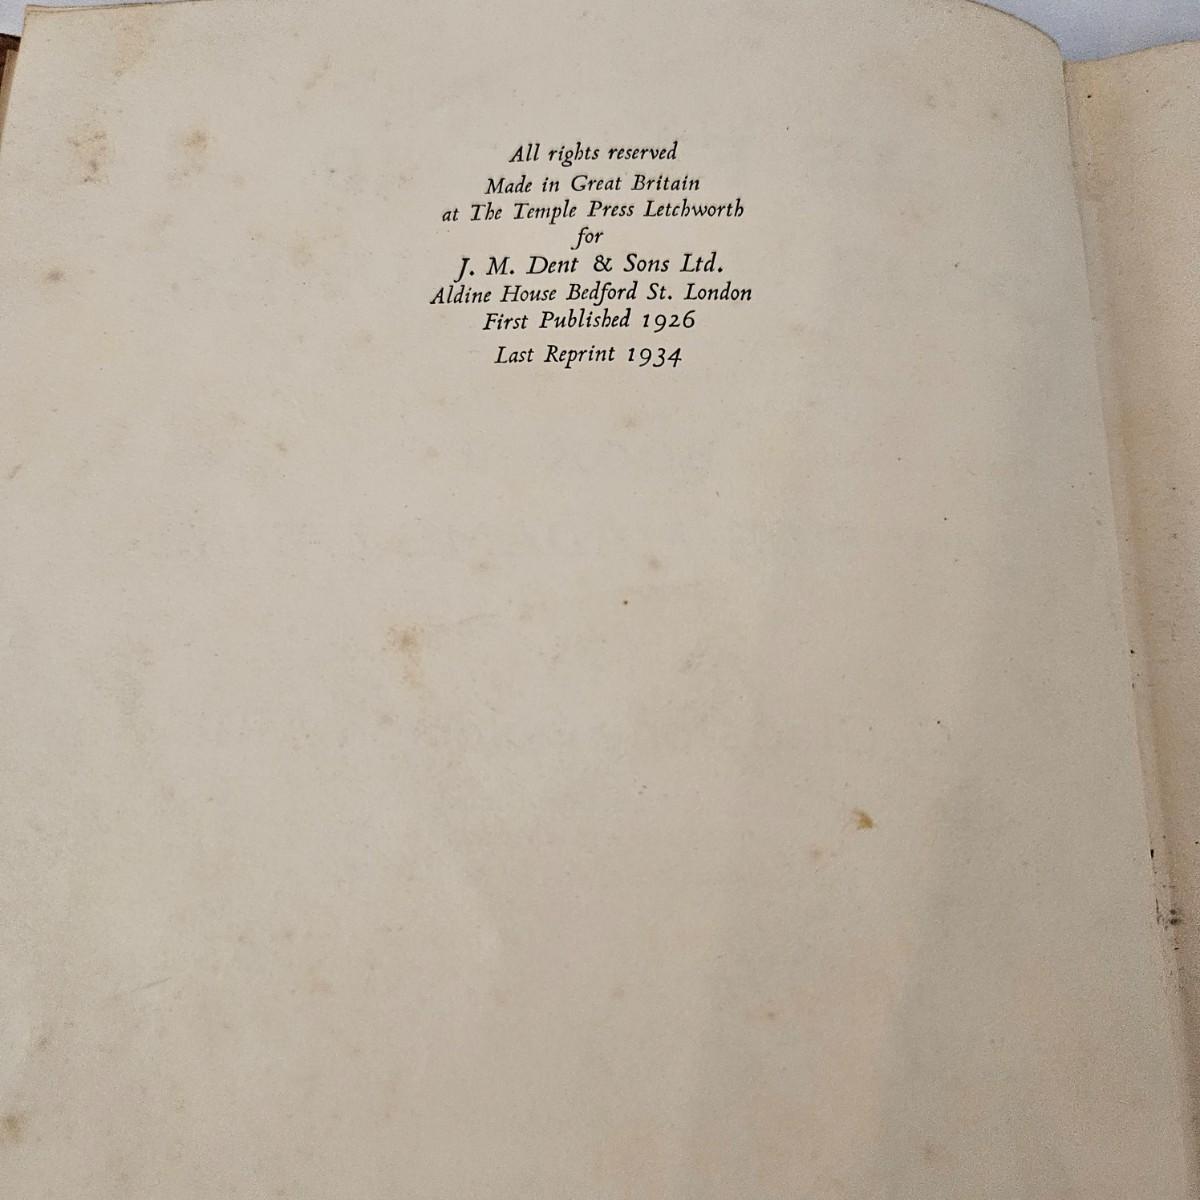 All rights reserved
Made in Great Britain
at The Temple Press Letchworth
for
J. M. Dent & Sons Ltd.
Aldine House Bedford St. London
First Published 1926
Last Reprint 1934